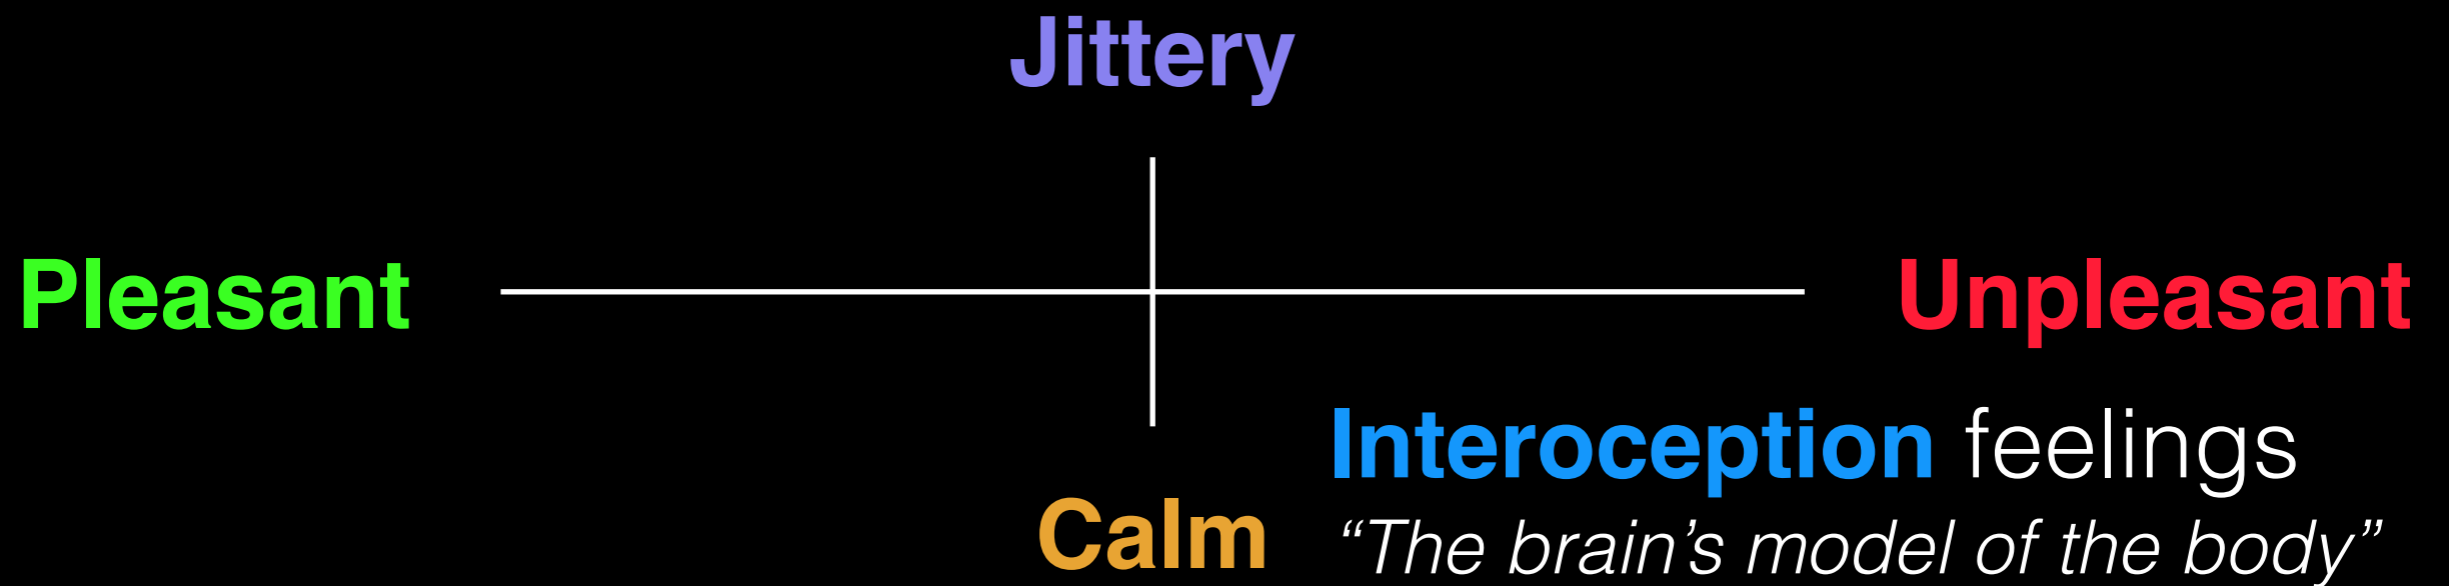 Jittery
Pleasant
Unpleasant
Interoception feelings
Calm
“The brain’s model of the body”